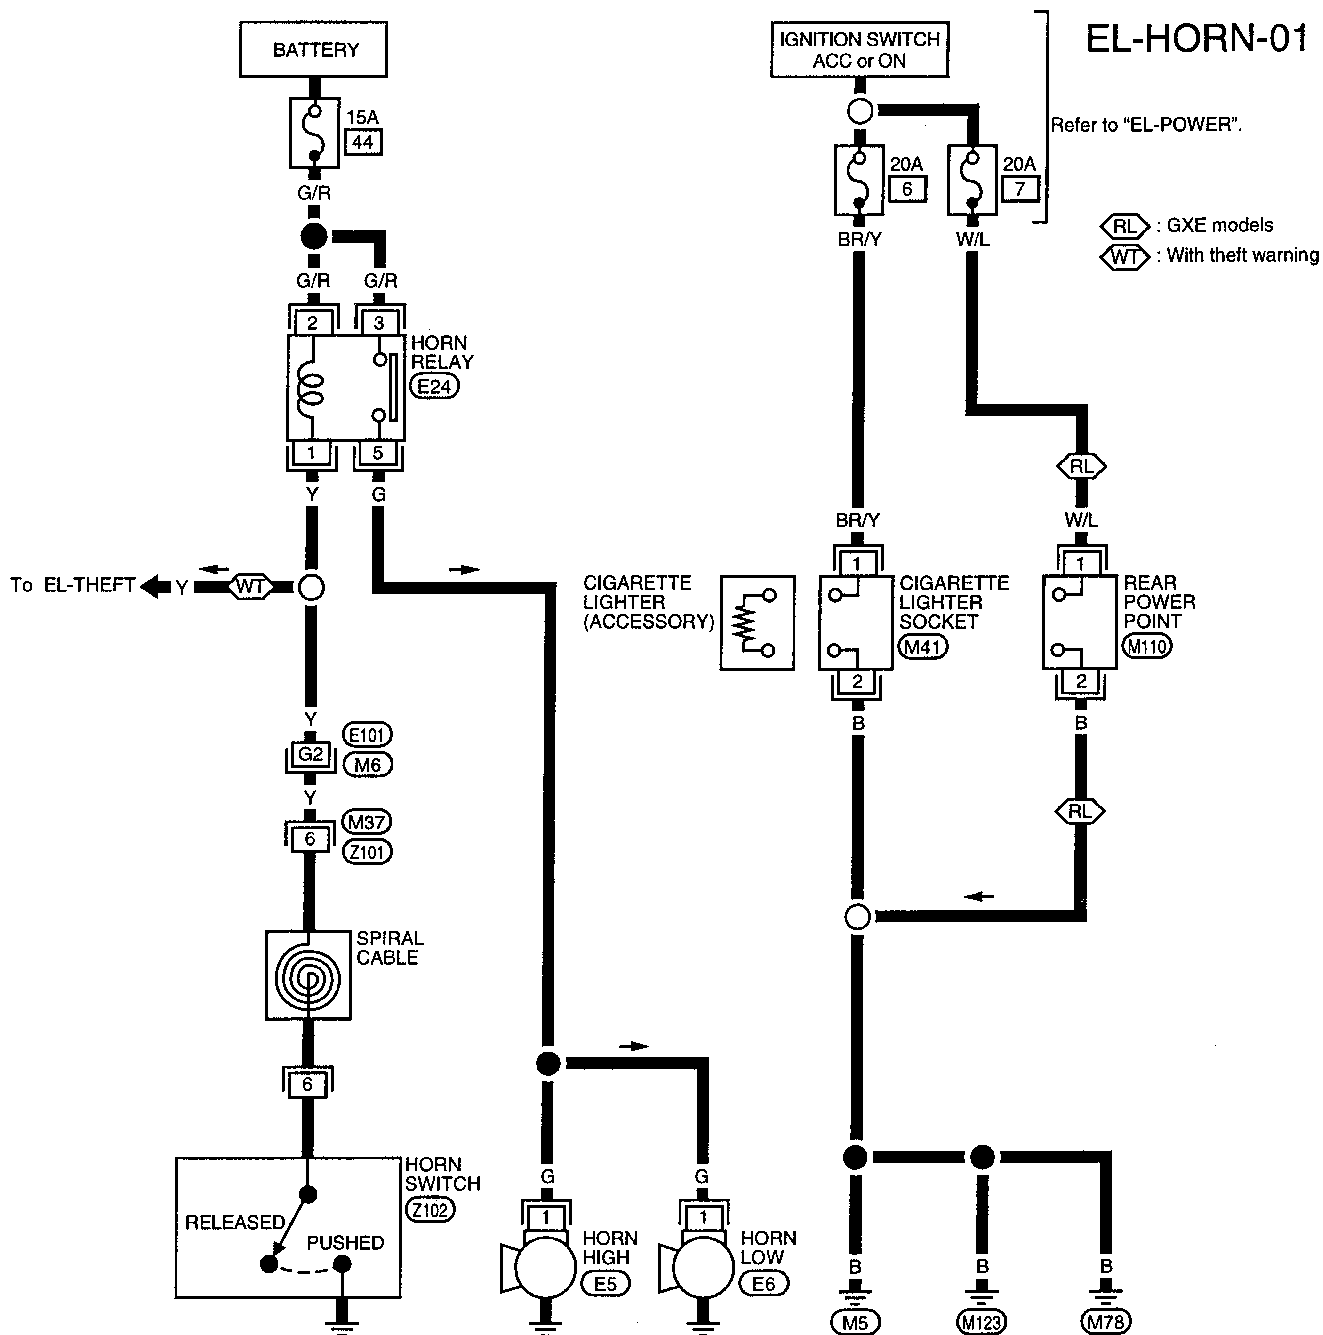 EL-HORN-01
BATTERY
15A
44
G/R
G/R
G/R
2
3
HORN
RELAY
E24
1
5
Y
G
To EL-THEFT
Y
WT
Y
G2
E101
M6
Y
6
M37
Z101
SPIRAL
CABLE
6
HORN
SWITCH
Z102
RELEASED
PUSHED
G
1
HORN
HIGH
E5
G
1
HORN
LOW
E6
IGNITION SWITCH
ACC or ON
Refer to "EL-POWER".
20A
6
20A
7
BR/Y
W/L
RL : GXE models
WT : With theft warning
RL
BR/Y
W/L
1
1
CIGARETTE
LIGHTER
(ACCESSORY)
CIGARETTE
LIGHTER
SOCKET
M41
REAR
POWER
POINT
M110
2
2
B
B
RL
B
B
B
M5
M123
M78